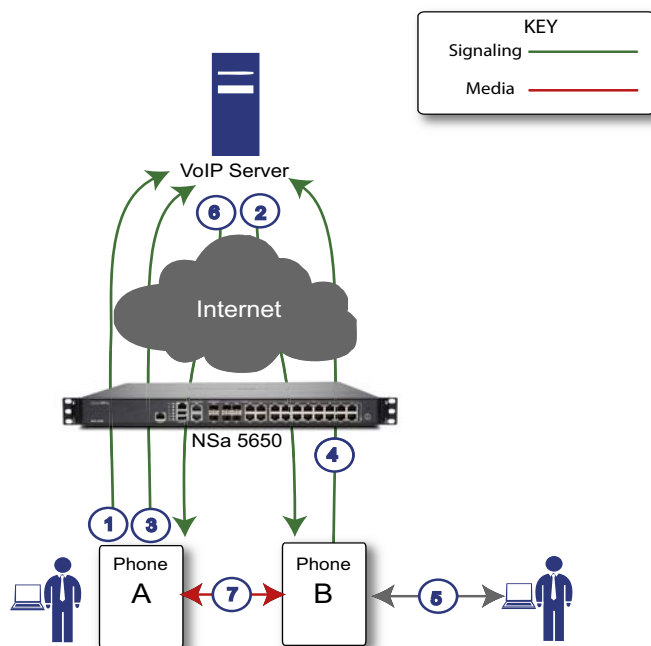 KEY
Signaling
Media
VoIP Server
6
2
Internet
NSa 5650
4
1
3
Phone
A
Phone
B
7
5